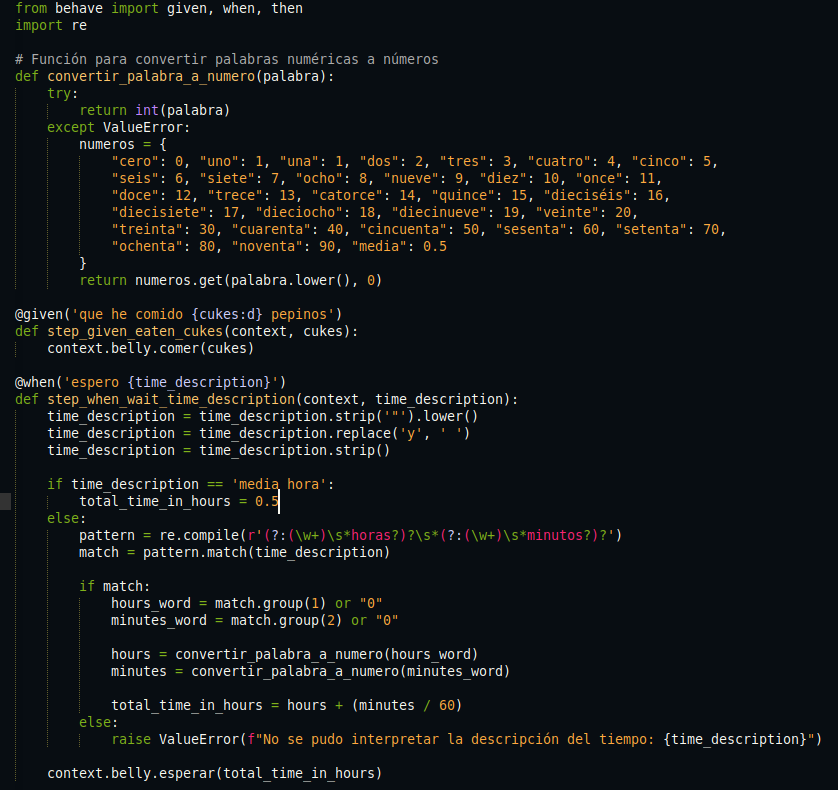 from behave import given, when, then
import re
# Función para convertir palabras numéricas a números
def convertir_palabra_a_numero(palabra):
try:
return int(palabra)
except ValueError:
numeros = {
"cero": 0, "uno": 1, "una": 1, "dos": 2, "tres": 3, "cuatro": 4, "cinco": 5,
"seis": 6, "siete": 7, "ocho": 8, "nueve": 9, "diez": 10, "once": 11,
"doce": 12, "trece": 13, "catorce": 14, "quince": 15, "dieciséis": 16,
"diecisiete": 17, "dieciocho": 18, "diecinueve": 19, "veinte": 20,
"treinta": 30, "cuarenta": 40, "cincuenta": 50, "sesenta": 60, "setenta": 70,
"ochenta": 80, "noventa": 90, "media": 0.5
}
return numeros.get(palabra.lower(), 0)
@given('que he comido {cukes:d} pepinos')
def step_given_eaten_cukes(context, cukes):
context.belly.comer(cukes)
@when('espero {time_description}')
def step_when_wait_time_description(context, time_description):
time_description = time_description.strip('"').lower()
time_description = time_description.replace('y', ' ')
time_description = time_description.strip()
if time_description == 'media hora':
total_time_in_hours = 0.5
else:
pattern = re.compile(r'(?:(\w+)\s*horas?)?\s*(?:(\w+)\s*minutos?)?')
match = pattern.match(time_description)
if match:
hours_word = match.group(1) or "0"
minutes_word = match.group(2) or "0"
hours = convertir_palabra_a_numero(hours_word)
minutes = convertir_palabra_a_numero(minutes_word)
total_time_in_hours = hours + (minutes / 60)
else:
raise ValueError(f"No se pudo interpretar la descripción del tiempo: {time_description}")
context.belly.esperar(total_time_in_hours)